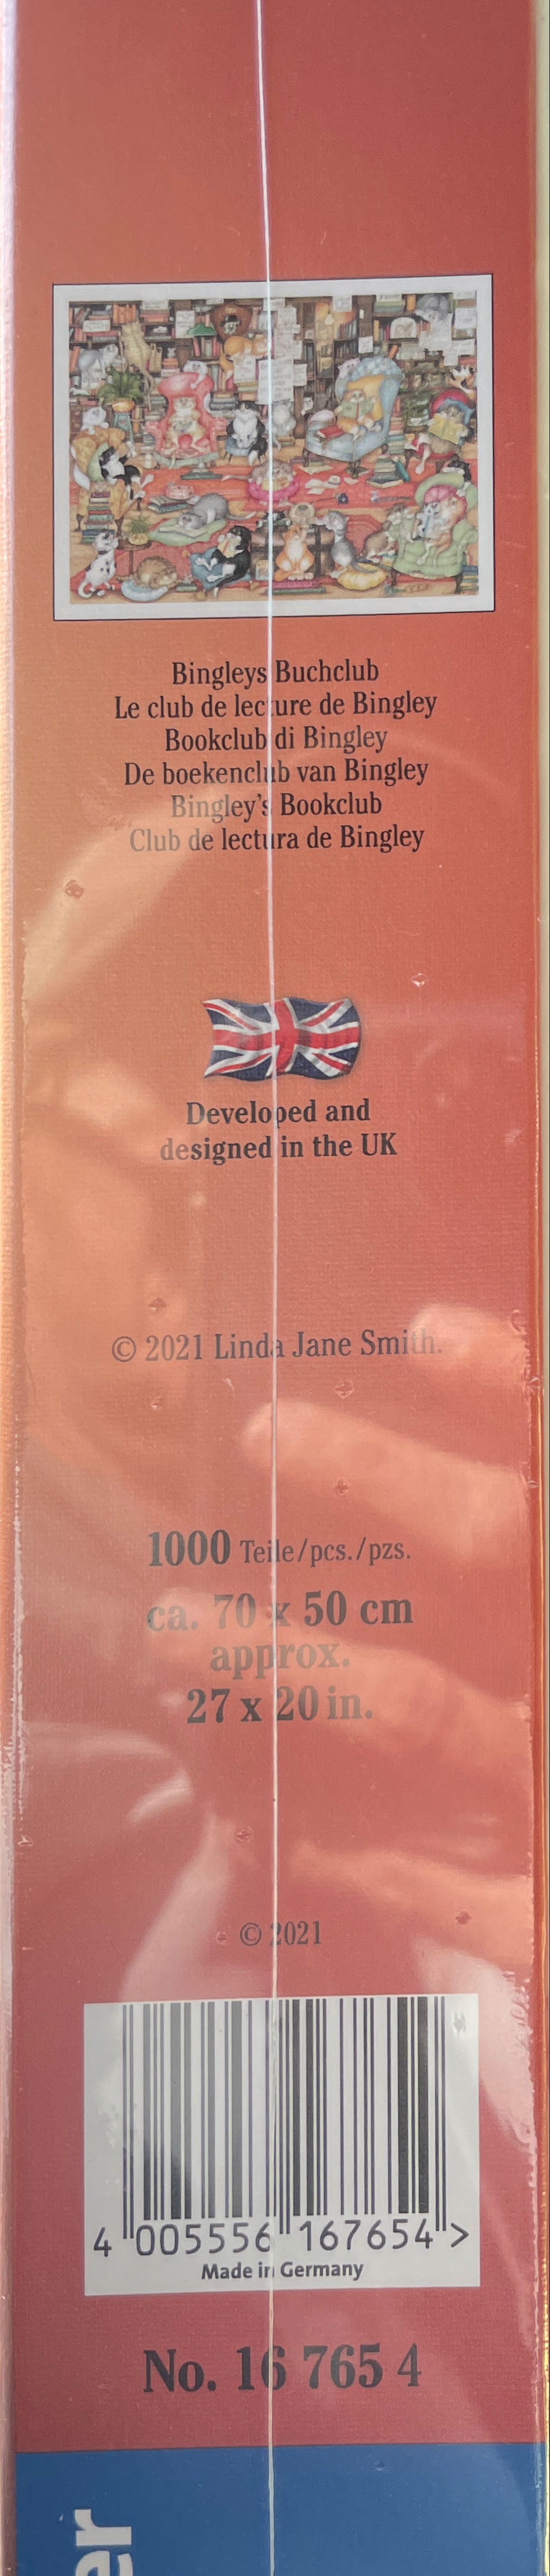 Bingleys Buchclub
Le club de lecture de Bingley
Bookclub di Bingley
De boekenclub van Bingley
Bingley's Bookclub
Club de lectura de Bingley
Developed and
designed in the UK
© 2021 Linda Jane Smith.
1000 Teile/pcs./pzs.
ca. 70 x 50 cm
approx.
27 x 20 in.
© 2021
4 005556 167654 >
Made in Germany
No. 16 765 4
er